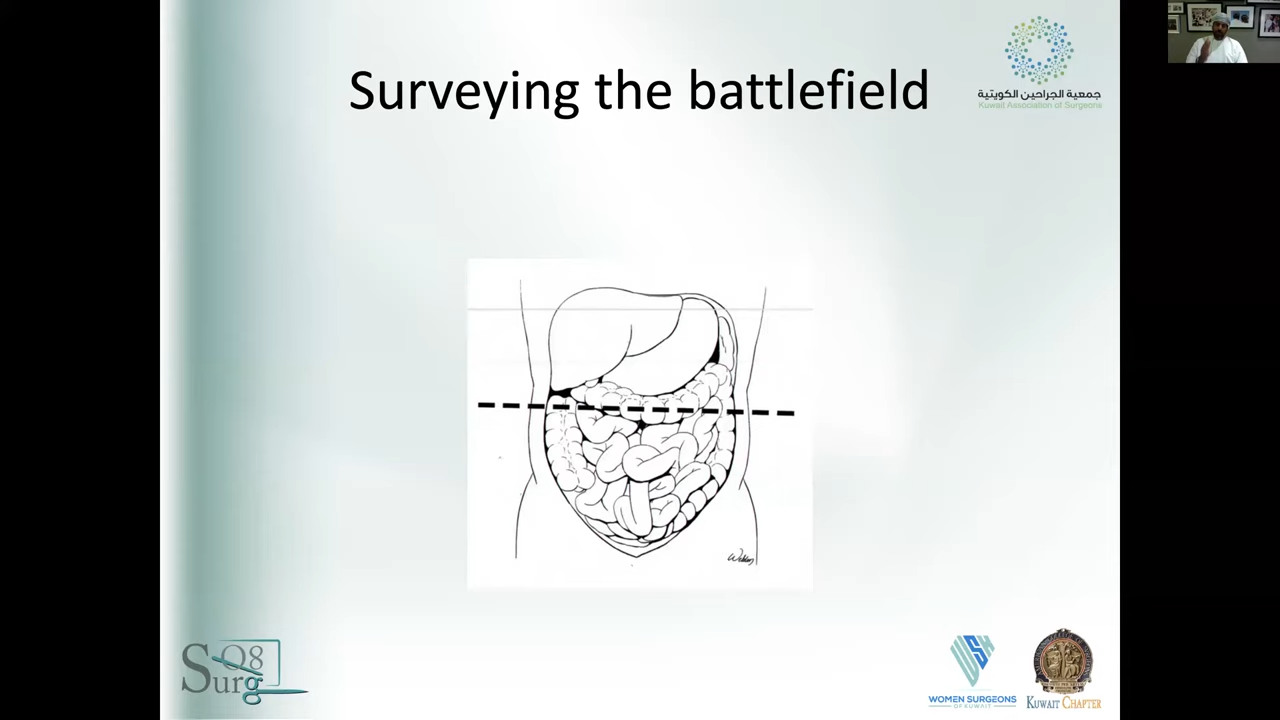 Surveying the battlefield
جمعية الجراحين الكويتية
Kuwait Association of Surgeons
Q8
Surg
WOMEN SURGEONS
OF KUWAIT
KUWAIT CHAPTER